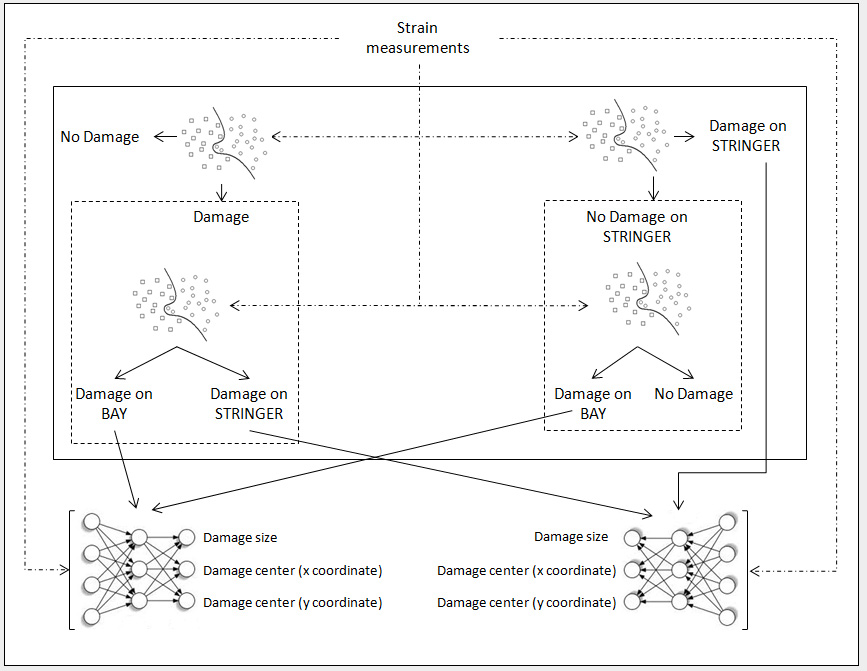 Strain
measurements
No Damage
Damage on
STRINGER
Damage
No Damage on
STRINGER
Damage on
BAY
Damage on
STRINGER
Damage on
BAY
No Damage
Damage size
Damage center (x coordinate)
Damage center (y coordinate)
Damage size
Damage center (x coordinate)
Damage center (y coordinate)